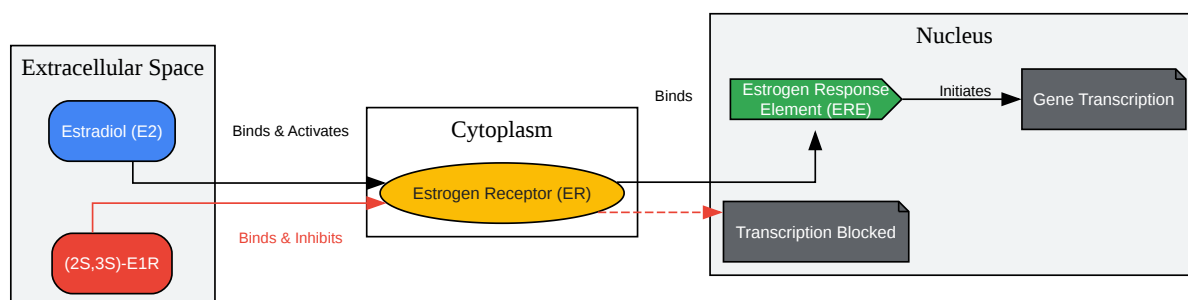 Extracellular Space
Estradiol (E2)
(2S,3S)-E1R
Binds & Activates
Binds & Inhibits
Cytoplasm
Estrogen Receptor (ER)
Binds
Nucleus
Estrogen Response
Element (ERE)
Initiates
Gene Transcription
Transcription Blocked